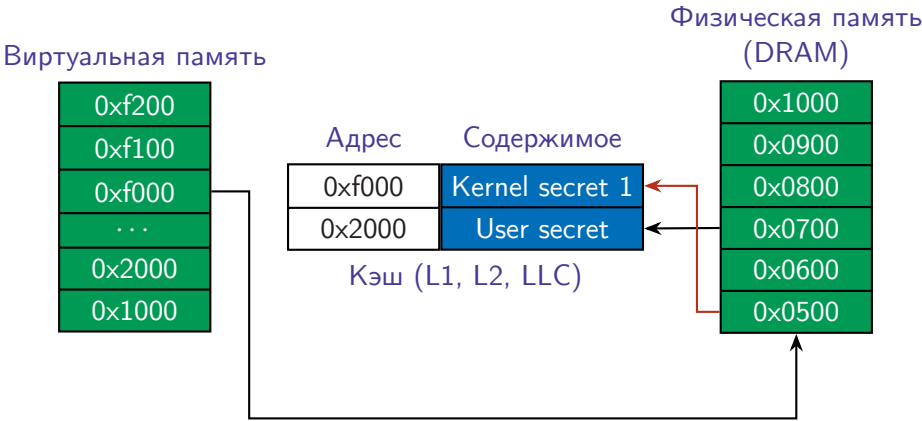 Виртуальная память
0xf200
0xf100
0xf000
· · ·
0x2000
0x1000
Адрес Содержимое
0xf000 Kernel secret 1
0x2000 User secret
Кэш (L1, L2, LLC)
Физическая память
(DRAM)
0x1000
0x0900
0x0800
0x0700
0x0600
0x0500